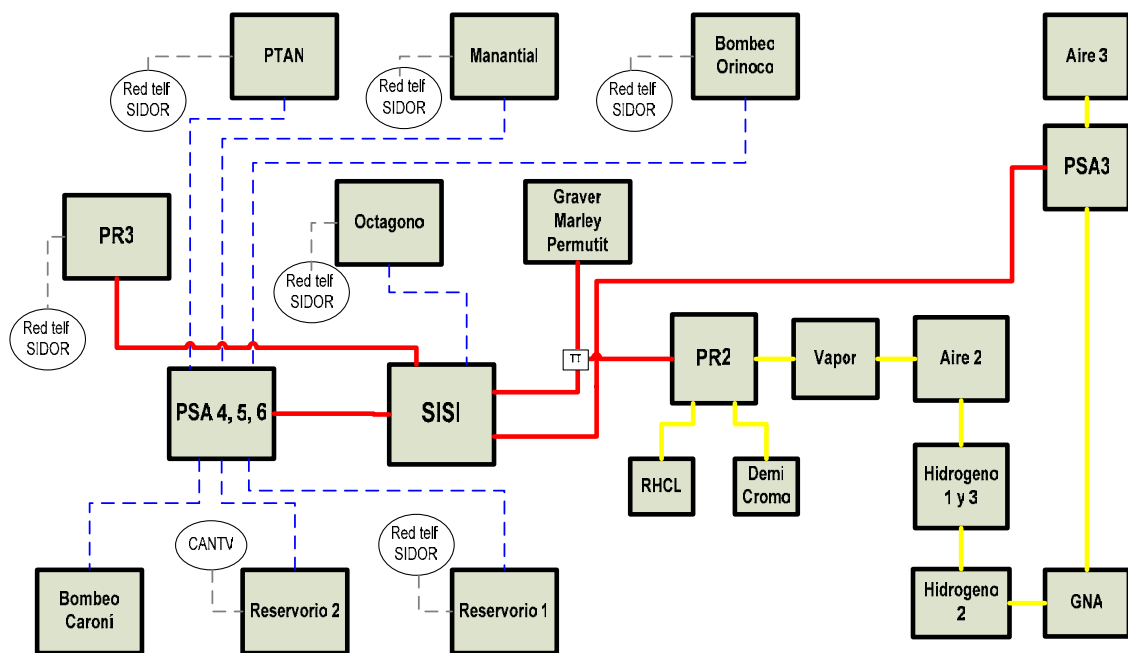 PTAN
Manantial
Bombeo
Orinoco
Aire 3
Red telf
SIDOR
Red telf
SIDOR
Red telf
SIDOR
PSA3
PR3
Octagono
Graver
Marley
Permutit
Red telf
SIDOR
Red telf
SIDOR
TT
PR2
Vapor
Aire 2
PSA 4, 5, 6
SISI
RHCL
Demi
Croma
Hidrogeno
1 y 3
CANTV
Red telf
SIDOR
Bombeo
Caroní
Reservorio 2
Reservorio 1
Hidrogeno
2
GNA